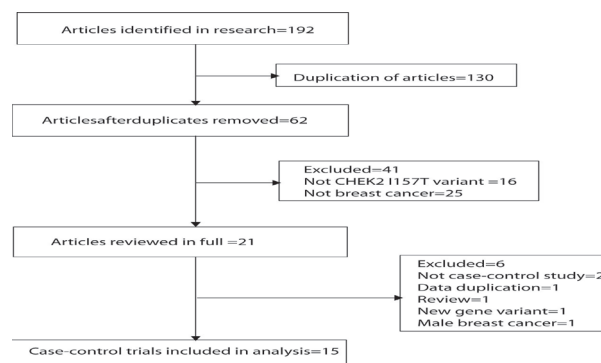 Articles identified in research=192
Duplication of articles=130
Articlesafterduplicates removed=62
Excluded=41
Not CHEK2 I157T variant =16
Not breast cancer=25
Articles reviewed in full =21
Excluded=6
Not case-control study=2
Data duplication=1
Review=1
New gene variant=1
Male breast cancer=1
Case-control trials included in analysis=15